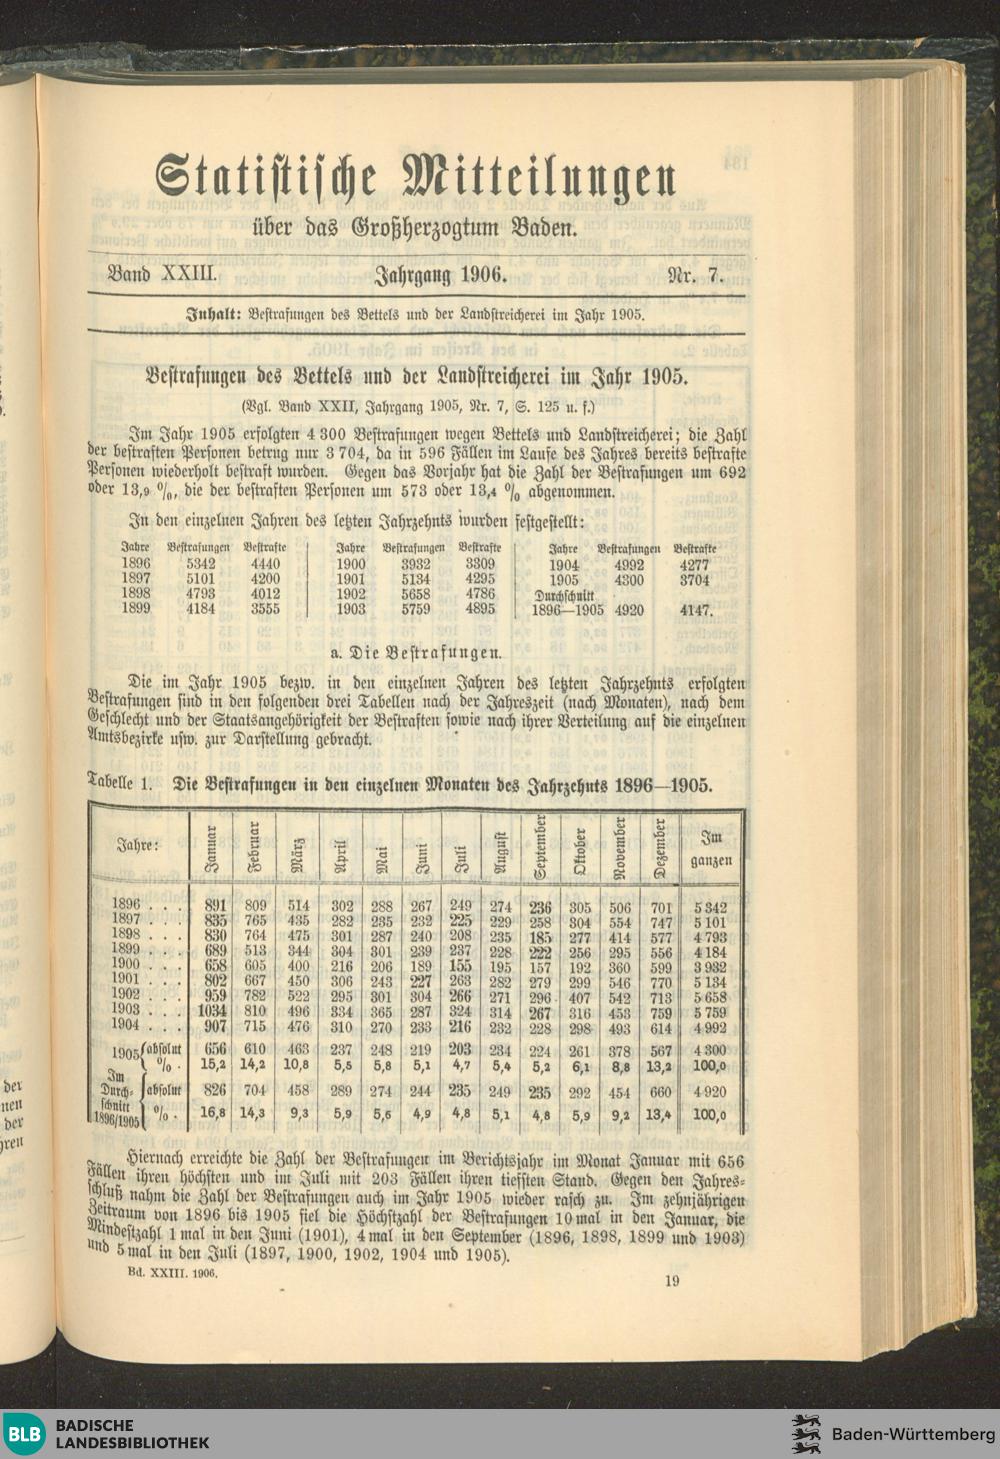 Statistische Mitteilungen
über das Großherzogtum Baden.
Band XXIII. Jahrgang 1906. Nr. 7.
Inhalt: Bestrafungen des Bettels und der Landstreicherei im Jahr 1905.
Bestrafungen des Bettels und der Landstreicherei im Jahr 1905.
(Vgl. Band XXII, Jahrgang 1905, Nr. 7, S. 125 u. f.)
Im Jahr 1905 erfolgten 4 300 Bestrafungen wegen Bettels und Landstreicherei; die Zahl
der bestraften Personen betrug nur 3 704, da in 596 Fällen im Laufe des Jahres bereits bestrafte
Personen wiederholt bestraft wurden. Gegen das Vorjahr hat die Zahl der Bestrafungen um 692
oder 13,9 %, die der bestraften Personen um 573 oder 13,4 % abgenommen.
In den einzelnen Jahren des letzten Jahrzehnts wurden festgestellt:
Jahre Bestrafungen Bestrafte Jahre Bestrafungen Bestrafte Jahre Bestrafungen Bestrafte
1896 5342 4440 1900 3932 3309 1904 4992 4277
1897 5101 4200 1901 5134 4295 1905 4300 3704
1898 4793 4012 1902 5658 4786 Durchschnitt
1899 4184 3555 1903 5759 4895 1896—1905 4920 4147.
a. Die Bestrafungen.
Die im Jahr 1905 bezw. in den einzelnen Jahren des letzten Jahrzehnts erfolgten
Bestrafungen sind in den folgenden drei Tabellen nach der Jahreszeit (nach Monaten), nach dem
Geschlecht und der Staatsangehörigkeit der Bestraften sowie nach ihrer Verteilung auf die einzelnen
Amtsbezirke usw. zur Darstellung gebracht.
Tabelle 1. Die Bestrafungen in den einzelnen Monaten des Jahrzehnts 1896—1905.
Jahre: Januar Februar März April Mai Juni Juli August September Oktober November Dezember Im ganzen
1896 . . . 891 809 514 302 288 267 249 274 236 305 506 701 5 342
1897 . . . 835 765 435 282 235 232 225 229 258 304 554 747 5 101
1898 . . . 830 764 475 301 287 240 208 235 185 277 414 577 4 793
1899 . . . 689 513 344 304 301 239 237 228 222 256 295 556 4 184
1900 . . . 658 605 400 216 206 189 155 195 157 192 360 599 3 932
1901 . . . 802 667 450 306 243 227 263 282 279 299 546 770 5 134
1902 . . . 959 782 522 295 301 304 266 271 296 407 542 713 5 658
1903 . . . 1034 810 496 334 365 287 324 314 267 316 453 759 5 759
1904 . . . 907 715 476 310 270 233 216 232 228 298 493 614 4 992
1905 absolut 656 610 463 237 248 219 203 234 224 261 378 567 4 300
% . 15,2 14,2 10,8 5,5 5,8 5,1 4,7 5,4 5,2 6,1 8,8 13,2 100,0
Im
Durch-
schnitt
1896/1905
absolut 826 704 458 289 274 244 235 249 235 292 454 660 4 920
% . 16,8 14,3 9,3 5,9 5,6 4,9 4,8 5,1 4,8 5,9 9,2 13,4 100,0
Hiernach erreichte die Zahl der Bestrafungen im Berichtsjahr im Monat Januar mit 656
Fällen ihren höchsten und im Juli mit 203 Fällen ihren tiefsten Stand. Gegen den Jahres-
schluß nahm die Zahl der Bestrafungen auch im Jahr 1905 wieder rasch zu. Im zehnjährigen
Zeitraum von 1896 bis 1905 fiel die Höchstzahl der Bestrafungen 10 mal in den Januar, die
Mindestzahl 1 mal in den Juni (1901), 4 mal in den September (1896, 1898, 1899 und 1903)
und 5 mal in den Juli (1897, 1900, 1902, 1904 und 1905).
Bd. XXIII. 1906. 19
BLB BADISCHE
LANDESBIBLIOTHEK
Baden-Württemberg